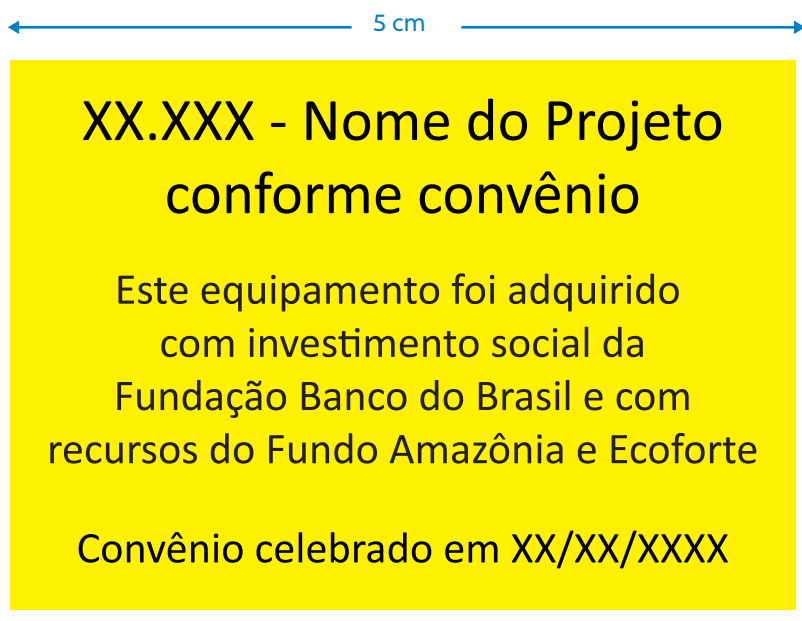 5 cm
XX.XXX - Nome do Projeto
conforme convênio
Este equipamento foi adquirido
com investimento social da
Fundação Banco do Brasil e com
recursos do Fundo Amazônia e Ecoforte
Convênio celebrado em XX/XX/XXXX